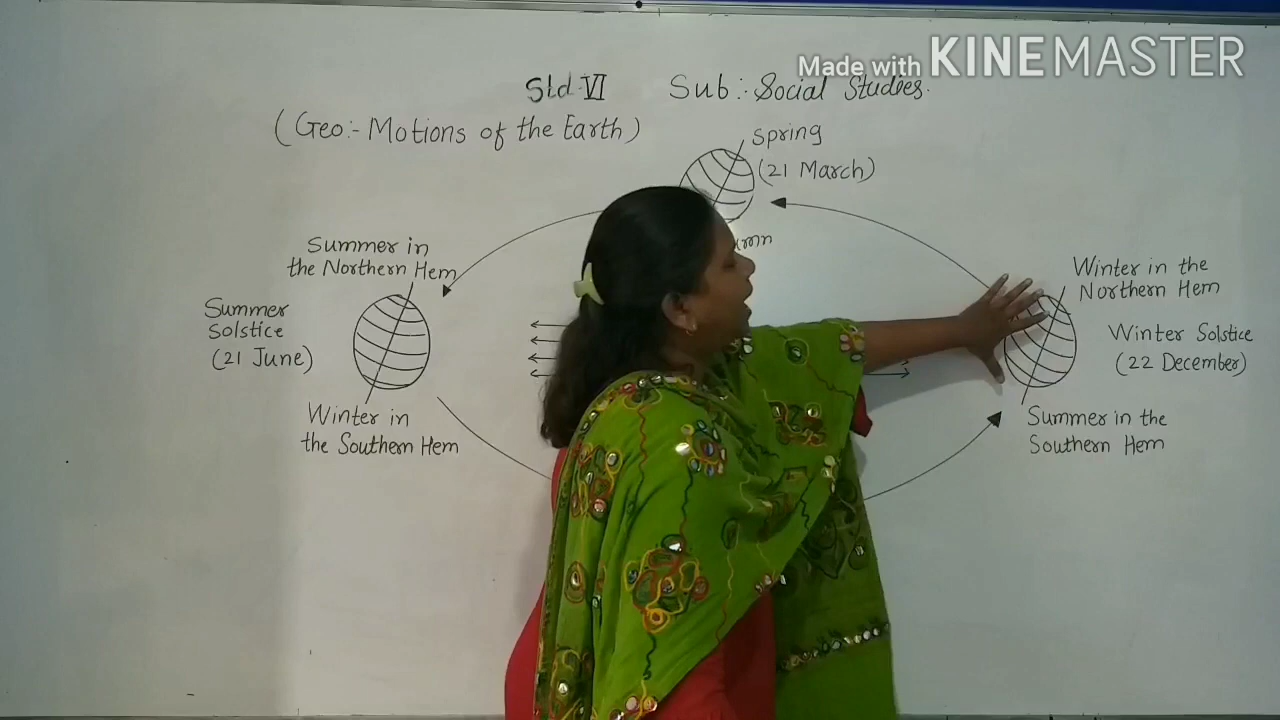 Made with KINEMASTER
Std. VI Sub:- Social Studies.
(Geo:- Motions of the Earth)
Spring
(21 March)
Summer in
the Northern Hem
Winter in the
Northern Hem
Summer
Solstice
(21 June)
Winter Solstice
(22 December)
Winter in
the Southern Hem
Summer in the
Southern Hem